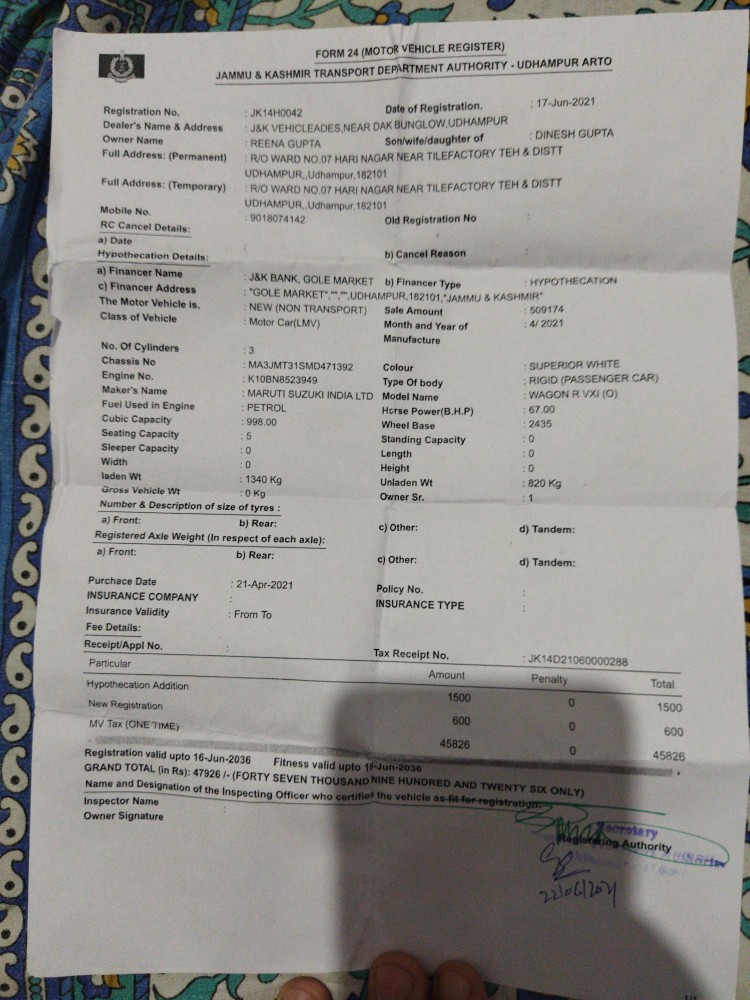 FORM 24 (MOTOR VEHICLE REGISTER)
JAMMU & KASHMIR TRANSPORT DEPARTMENT AUTHORITY - UDHAMPUR ARTO
Registration No. : JK14H0042 Date of Registration. : 17-Jun-2021
Dealer's Name & Address : J&K VEHICLEADES,NEAR DAK BUNGLOW,UDHAMPUR
Owner Name : REENA GUPTA Son/wife/daughter of : DINESH GUPTA
Full Address: (Permanent) : R/O WARD NO.07 HARI NAGAR NEAR TILEFACTORY TEH & DISTT
UDHAMPUR,,Udhampur,182101
Full Address: (Temporary) : R/O WARD NO.07 HARI NAGAR NEAR TILEFACTORY TEH & DISTT
UDHAMPUR,,Udhampur,182101
Mobile No. : 9018074142 Old Registration No :
RC Cancel Details:
a) Date : b) Cancel Reason :
Hypothecation Details:
a) Financer Name : J&K BANK, GOLE MARKET b) Financer Type : HYPOTHECATION
c) Financer Address : "GOLE MARKET","","",UDHAMPUR,182101,"JAMMU & KASHMIR"
The Motor Vehicle is. : NEW (NON TRANSPORT) Sale Amount : 509174
Class of Vehicle : Motor Car(LMV) Month and Year of : 4/ 2021
Manufacture
No. Of Cylinders : 3
Chassis No : MA3JMT31SMD471392 Colour : SUPERIOR WHITE
Engine No. : K10BN8523949 Type Of body : RIGID (PASSENGER CAR)
Maker's Name : MARUTI SUZUKI INDIA LTD Model Name : WAGON R VXI (O)
Fuel Used in Engine : PETROL Horse Power(B.H.P) : 67.00
Cubic Capacity : 998.00 Wheel Base : 2435
Seating Capacity : 5 Standing Capacity : 0
Sleeper Capacity : 0 Length : 0
Width : 0 Height : 0
laden Wt : 1340 Kg Unladen Wt : 820 Kg
Gross Vehicle Wt : 0 Kg Owner Sr. : 1
Number & Description of size of tyres :
a) Front: b) Rear: c) Other: d) Tandem:
Registered Axle Weight (In respect of each axle):
a) Front: b) Rear: c) Other: d) Tandem:
Purchace Date : 21-Apr-2021 Policy No. :
INSURANCE COMPANY : INSURANCE TYPE :
Insurance Validity : From To
Fee Details:
Receipt/Appl No. : Tax Receipt No. : JK14D21060000288
Particular Amount Penalty Total
Hypothecation Addition 1500 0 1500
New Registration 600 0 600
MV Tax (ONE TIME) 45826 0 45826
Registration valid upto 16-Jun-2036 Fitness valid upto 16-Jun-2036
GRAND TOTAL (in Rs): 47926 /- (FORTY SEVEN THOUSAND NINE HUNDRED AND TWENTY SIX ONLY)
Name and Designation of the Inspecting Officer who certifies the vehicle as fit for registration:
Inspector Name :
Owner Signature
Secretary
Registering Authority
22/06/2021